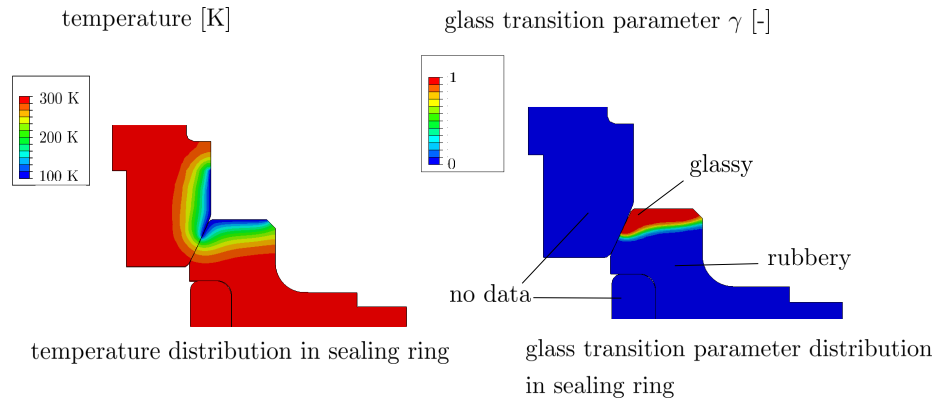 temperature [K]
300 K
200 K
100 K
temperature distribution in sealing ring
glass transition parameter γ [-]
1
0
glassy
rubbery
no data
glass transition parameter distribution
in sealing ring